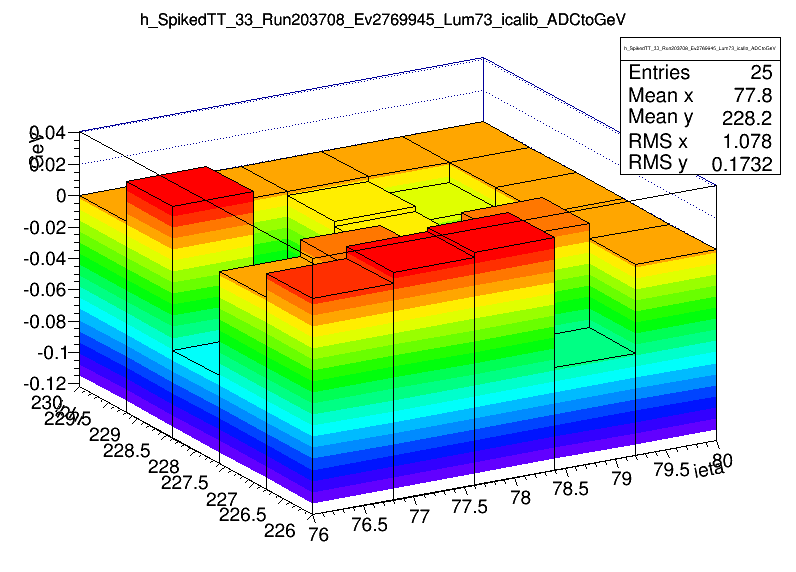 h_SpikedTT_33_Run203708_Ev2769945_Lum73_icalib_ADCtoGeV
h_SpikedTT_33_Run203708_Ev2769945_Lum73_icalib_ADCtoGeV
Entries 25
Mean x 77.8
Mean y 228.2
RMS x 1.078
RMS y 0.1732
GeV
0.04
0.02
0
-0.02
-0.04
-0.06
-0.08
-0.1
-0.12
230
229.5
229
228.5
228
227.5
227
226.5
226
iphi
76
76.5
77
77.5
78
78.5
79
79.5
80
ieta